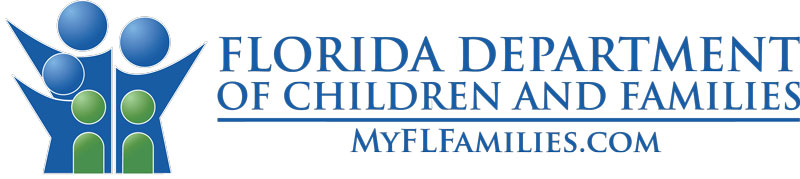 FLORIDA DEPARTMENT
OF CHILDREN AND FAMILIES
MYFLFAMILIES.COM